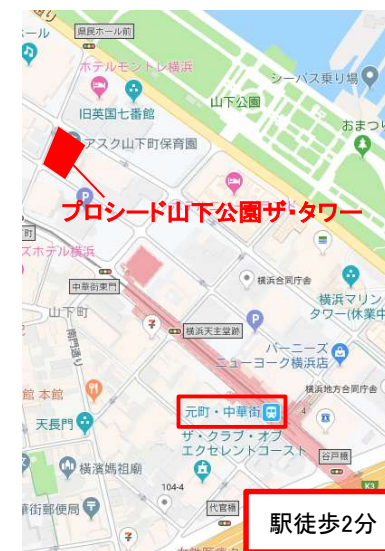 県民ホール前
ホテルモントレ横浜
シーバス乗り場
旧英国七番館
山下公園
アスク山下町保育園
おまつり
プロシード山下公園ザ・タワー
ズホテル横浜
中華街東門
横浜合同庁舎
横浜マリン
タワー(休業中
山下町
横浜天主堂跡
南門通り
バーニーズ
ニューヨーク横浜店
館 本館
横浜地方合同庁舎
元町・中華街
4
天長門
ザ・クラブ・オブ
エクセレントコースト
谷戸橋
横濱媽祖廟
104-4
K3
華街郵便局
代官橋
駅徒歩2分